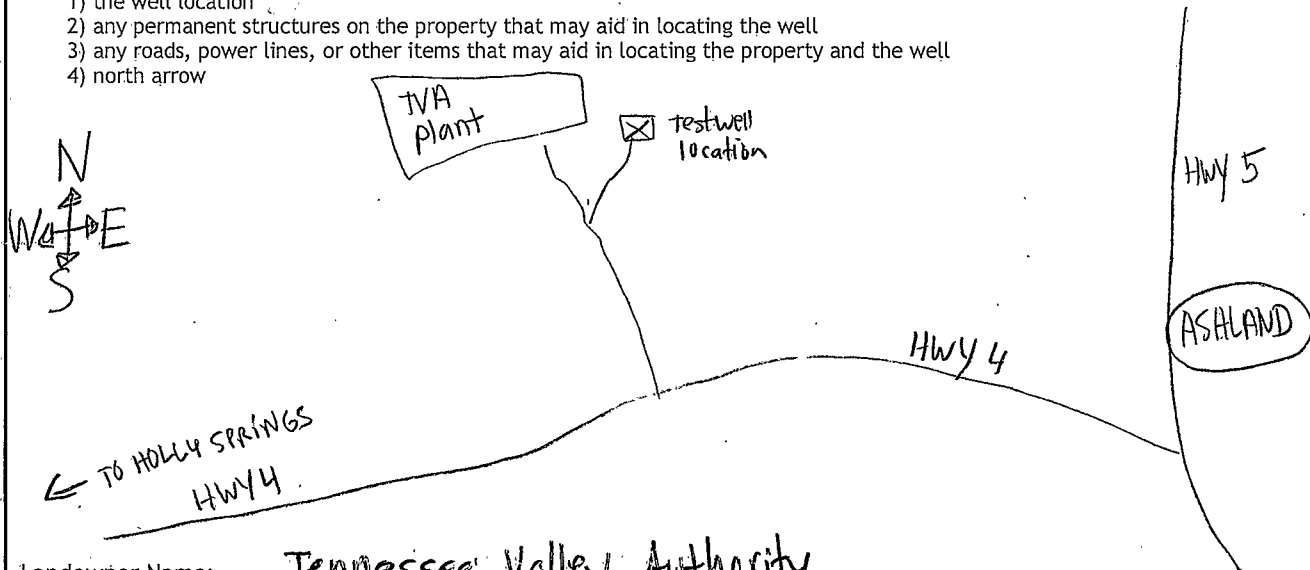 1) the well location
2) any permanent structures on the property that may aid in locating the well
3) any roads, power lines, or other items that may aid in locating the property and the well
4) north arrow
TVA
plant
testwell
location
N
W E
S
HWY 5
ASHLAND
HWY 4
TO HOLLY SPRINGS
HWY 4
Landowner Name: Tennessee Valley Authority